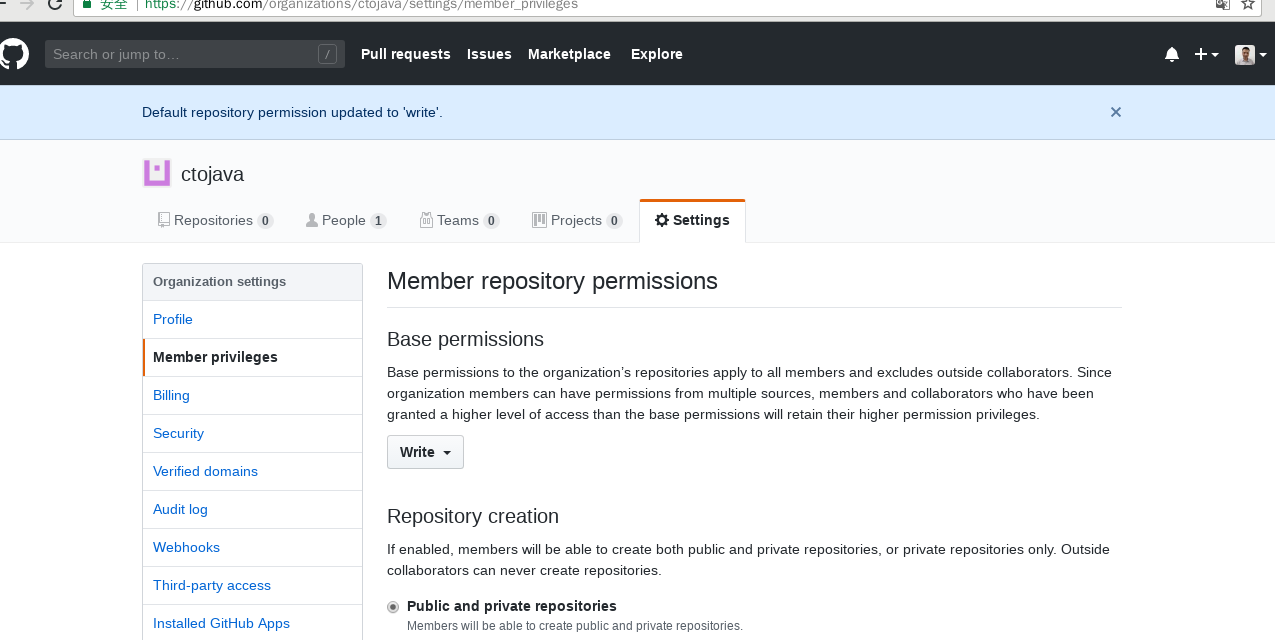 安全 | https://github.com/organizations/ctojava/settings/member_privileges
Search or jump to… / Pull requests Issues Marketplace Explore
Default repository permission updated to 'write'.
ctojava
Repositories 0 People 1 Teams 0 Projects 0 Settings
Organization settings
Profile
Member privileges
Billing
Security
Verified domains
Audit log
Webhooks
Third-party access
Installed GitHub Apps
Member repository permissions
Base permissions
Base permissions to the organization’s repositories apply to all members and excludes outside collaborators. Since
organization members can have permissions from multiple sources, members and collaborators who have been
granted a higher level of access than the base permissions will retain their higher permission privileges.
Write
Repository creation
If enabled, members will be able to create both public and private repositories, or private repositories only. Outside
collaborators can never create repositories.
Public and private repositories
Members will be able to create public and private repositories.